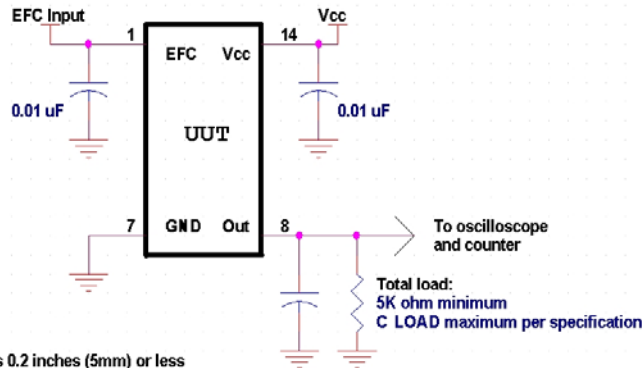 EFC Input
Vcc
1
14
EFC Vcc
0.01 uF
0.01 uF
UUT
7
GND Out
8
To oscilloscope
and counter
Total load:
5K ohm minimum
C LOAD maximum per specification
s 0.2 inches (5mm) or less